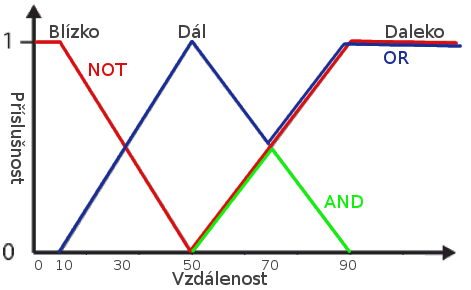 Blízko Dál Daleko
1
NOT
OR
Příslušnost
AND
0
0 10 30 50 70 90
Vzdálenost